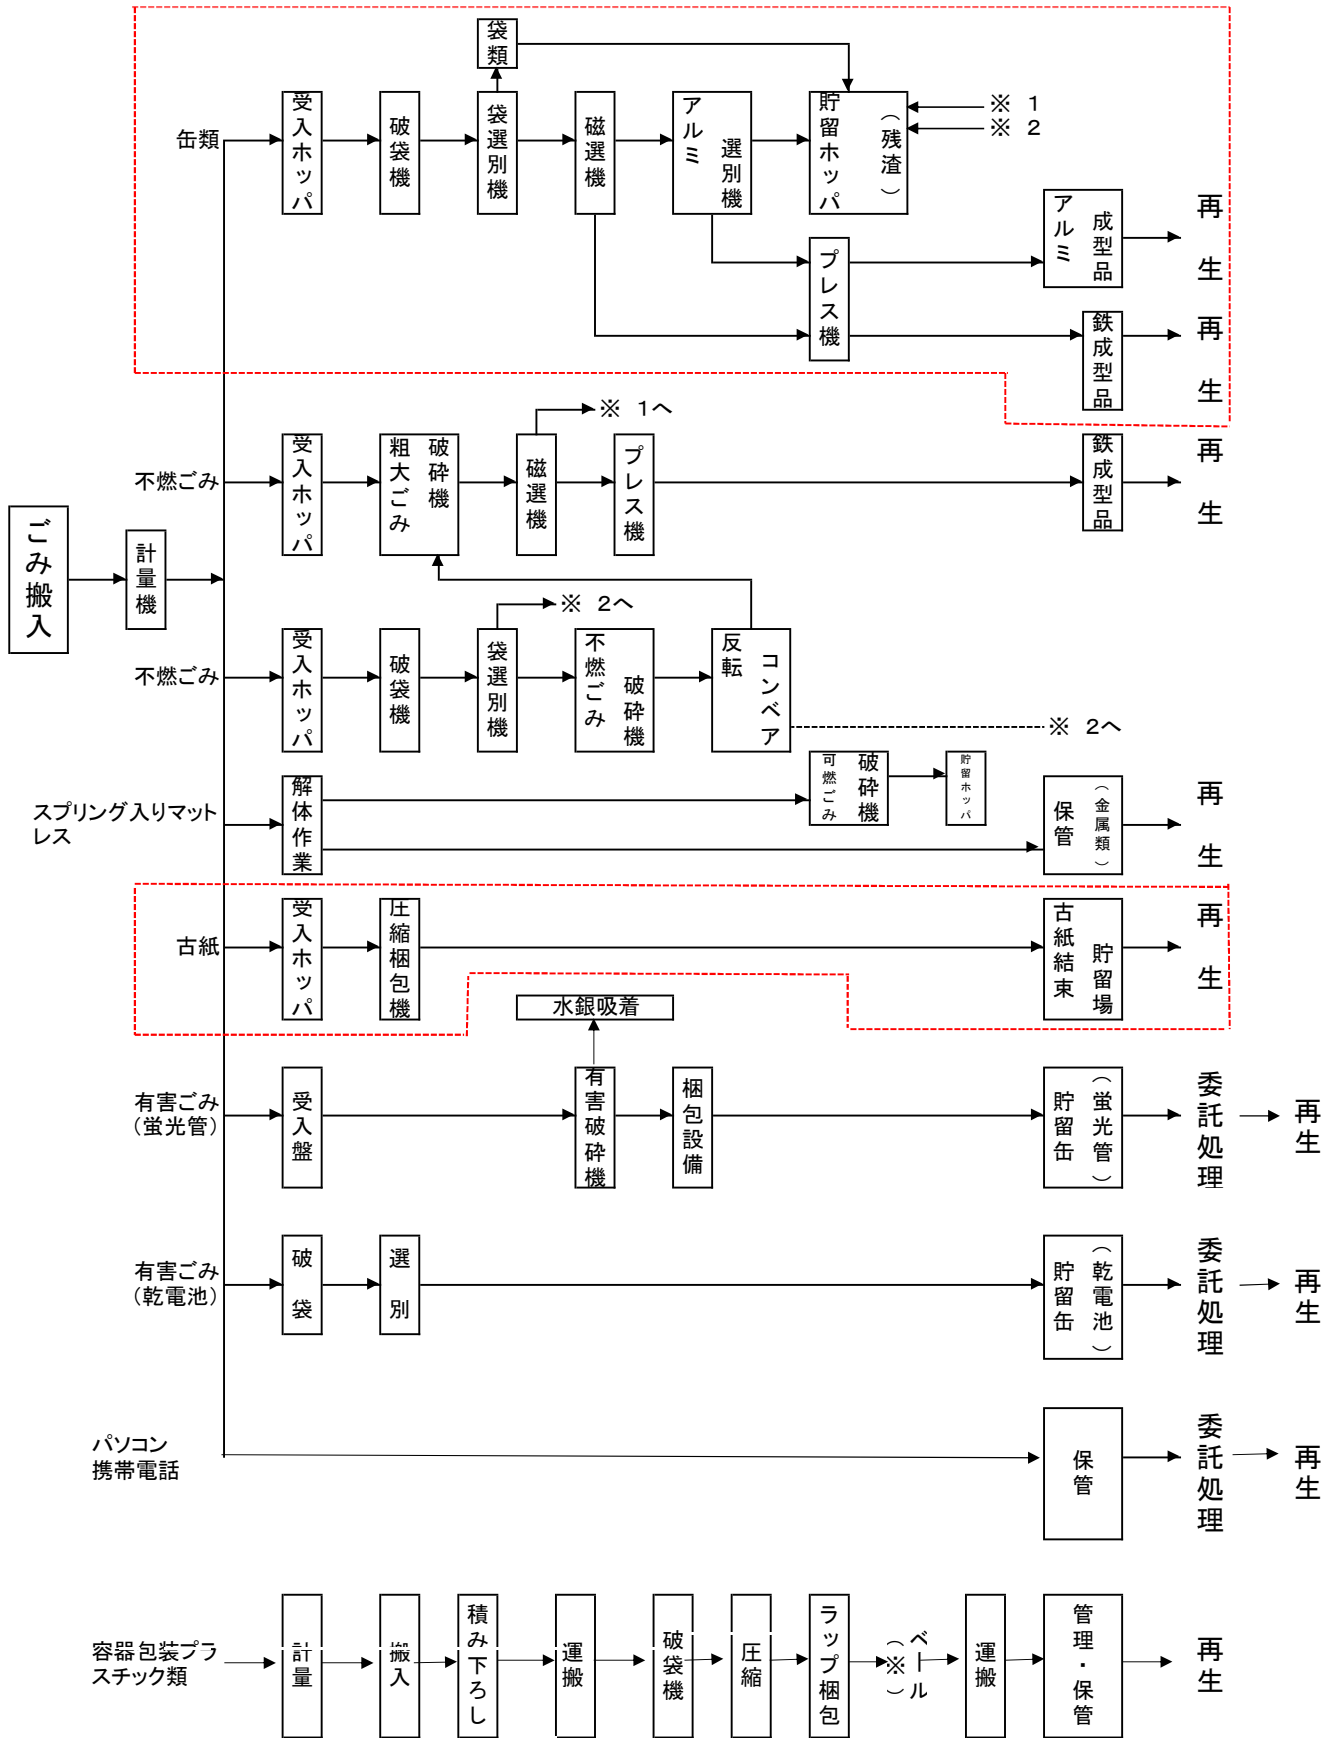 袋類
缶類
受入ホッパ
破袋機
袋選別機
磁選機
アルミ
選別機
貯留ホッパ
（残渣）
※ 1
※ 2
プレス機
アルミ
成型品
再生
鉄成型品
再生
※ 1へ
不燃ごみ
受入ホッパ
粗大ごみ
破砕機
磁選機
プレス機
鉄成型品
再生
ごみ搬入
計量機
※ 2へ
不燃ごみ
受入ホッパ
破袋機
袋選別機
不燃ごみ
破砕機
反転
コンベア
※ 2へ
スプリング入りマット
レス
解体作業
可燃ごみ
破砕機
貯留ホッパ
保管
（金属類）
再生
古紙
受入ホッパ
圧縮梱包機
古紙結束
貯留場
再生
水銀吸着
有害ごみ
（蛍光管）
受入盤
有害破砕機
梱包設備
貯留缶
（蛍光管）
委託処理
再生
有害ごみ
（乾電池）
破袋
選別
貯留缶
（乾電池）
委託処理
再生
パソコン
携帯電話
保管
委託処理
再生
容器包装プラ
スチック類
計量
搬入
積み下ろし
運搬
破袋機
圧縮
ラップ梱包
ベール
（※）
運搬
管理・保管
再生